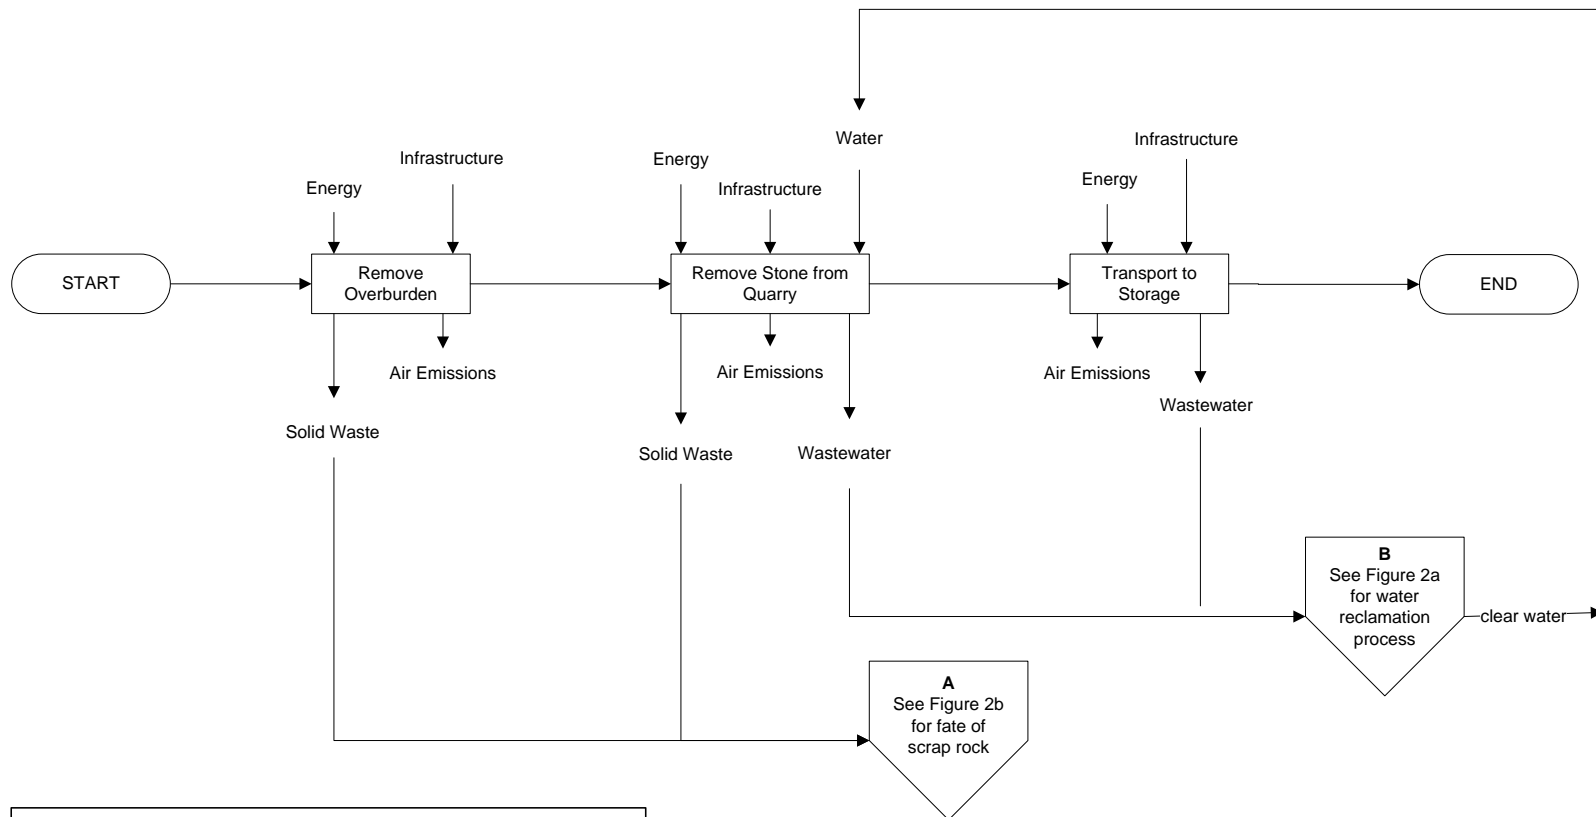 Water
Infrastructure
Infrastructure
Energy
Energy
Energy
Infrastructure
START
Remove
Overburden
Remove Stone from
Quarry
Transport to
Storage
END
Air Emissions
Air Emissions
Air Emissions
Wastewater
Solid Waste
Solid Waste
Wastewater
B
See Figure 2a
for water
reclamation
process
clear water
A
See Figure 2b
for fate of
scrap rock